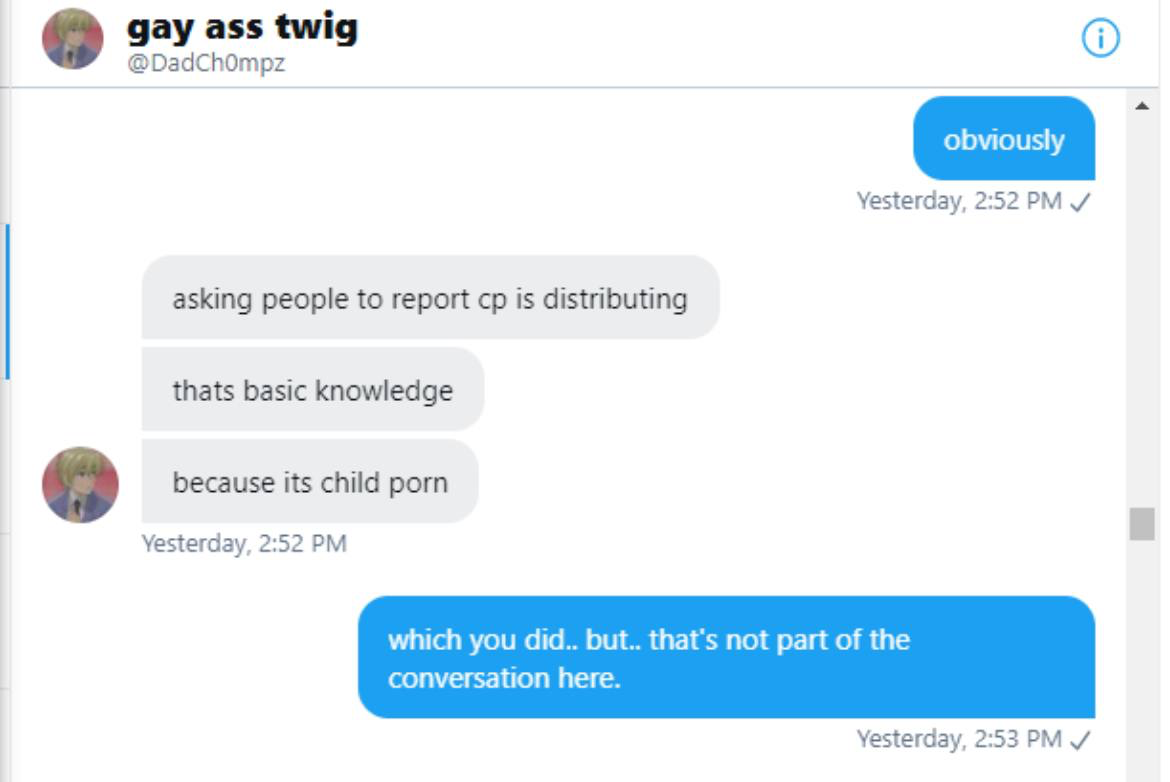 gay ass twig
@DadCh0mpz
obviously
Yesterday, 2:52 PM ✓
asking people to report cp is distributing
thats basic knowledge
because its child porn
Yesterday, 2:52 PM
which you did.. but.. that's not part of the
conversation here.
Yesterday, 2:53 PM ✓